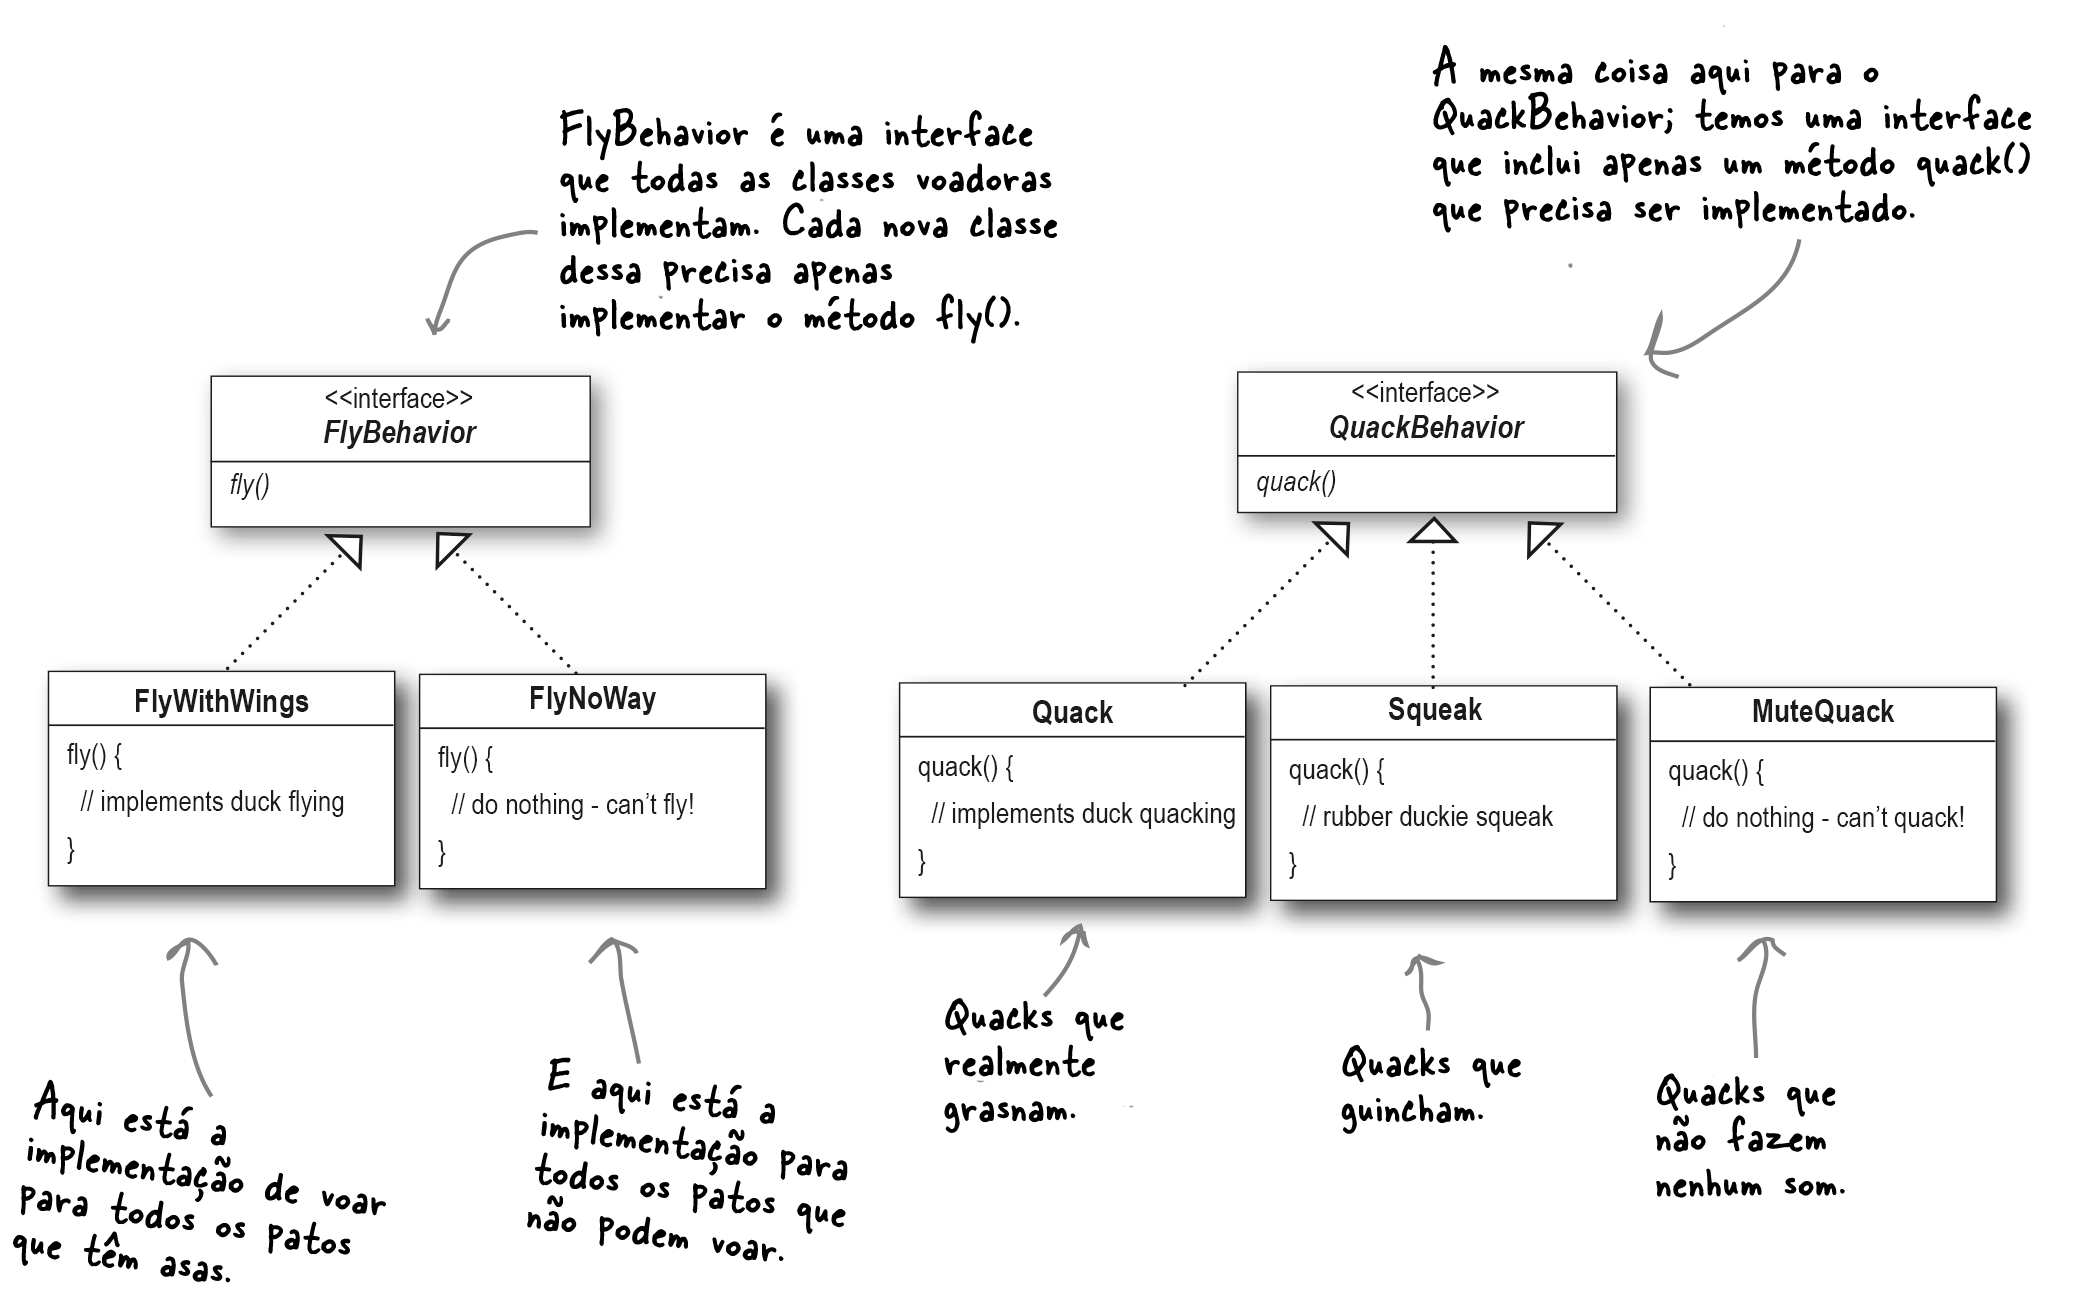 FlyBehavior é uma interface
que todas as classes voadoras
implementam. Cada nova classe
dessa precisa apenas
implementar o método fly().
A mesma coisa aqui para o
QuackBehavior; temos uma interface
que inclui apenas um método quack()
que precisa ser implementado.
<<interface>>
FlyBehavior
fly()
<<interface>>
QuackBehavior
quack()
FlyWithWings
fly() {
// implements duck flying
}
FlyNoWay
fly() {
// do nothing - can't fly!
}
Quack
quack() {
// implements duck quacking
}
Squeak
quack() {
// rubber duckie squeak
}
MuteQuack
quack() {
// do nothing - can't quack!
}
Aqui está a
implementação de voar
para todos os patos
que têm asas.
E aqui está a
implementação para
todos os patos que
não podem voar.
Quacks que
realmente
grasnam.
Quacks que
guincham.
Quacks que
não fazem
nenhum som.